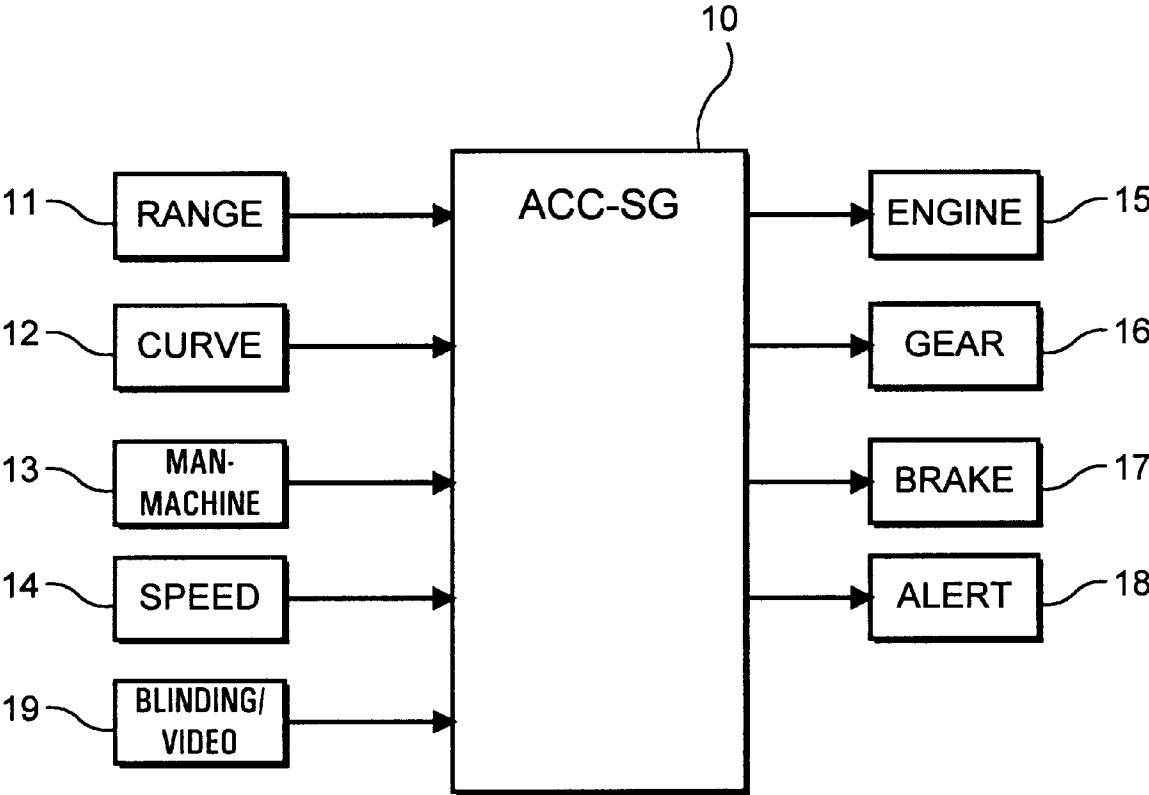 10
ACC-SG
11
RANGE
12
CURVE
13
MAN-
MACHINE
14
SPEED
19
BLINDING/
VIDEO
ENGINE
15
GEAR
16
BRAKE
17
ALERT
18